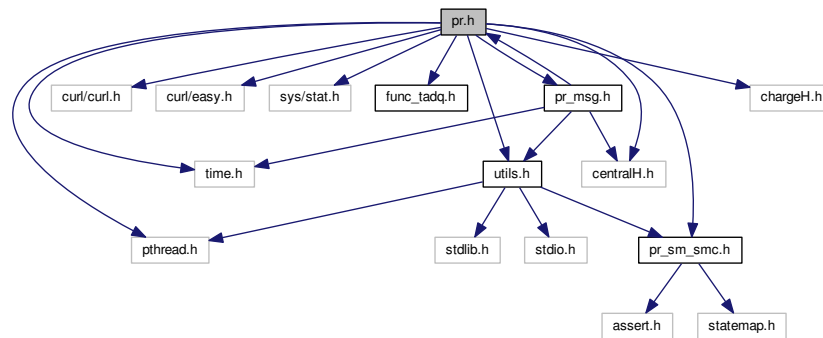 pr.h
curl/curl.h curl/easy.h sys/stat.h func_tadq.h pr_msg.h chargeH.h
time.h utils.h centralH.h
pthread.h stdlib.h stdio.h pr_sm_smc.h
assert.h statemap.h